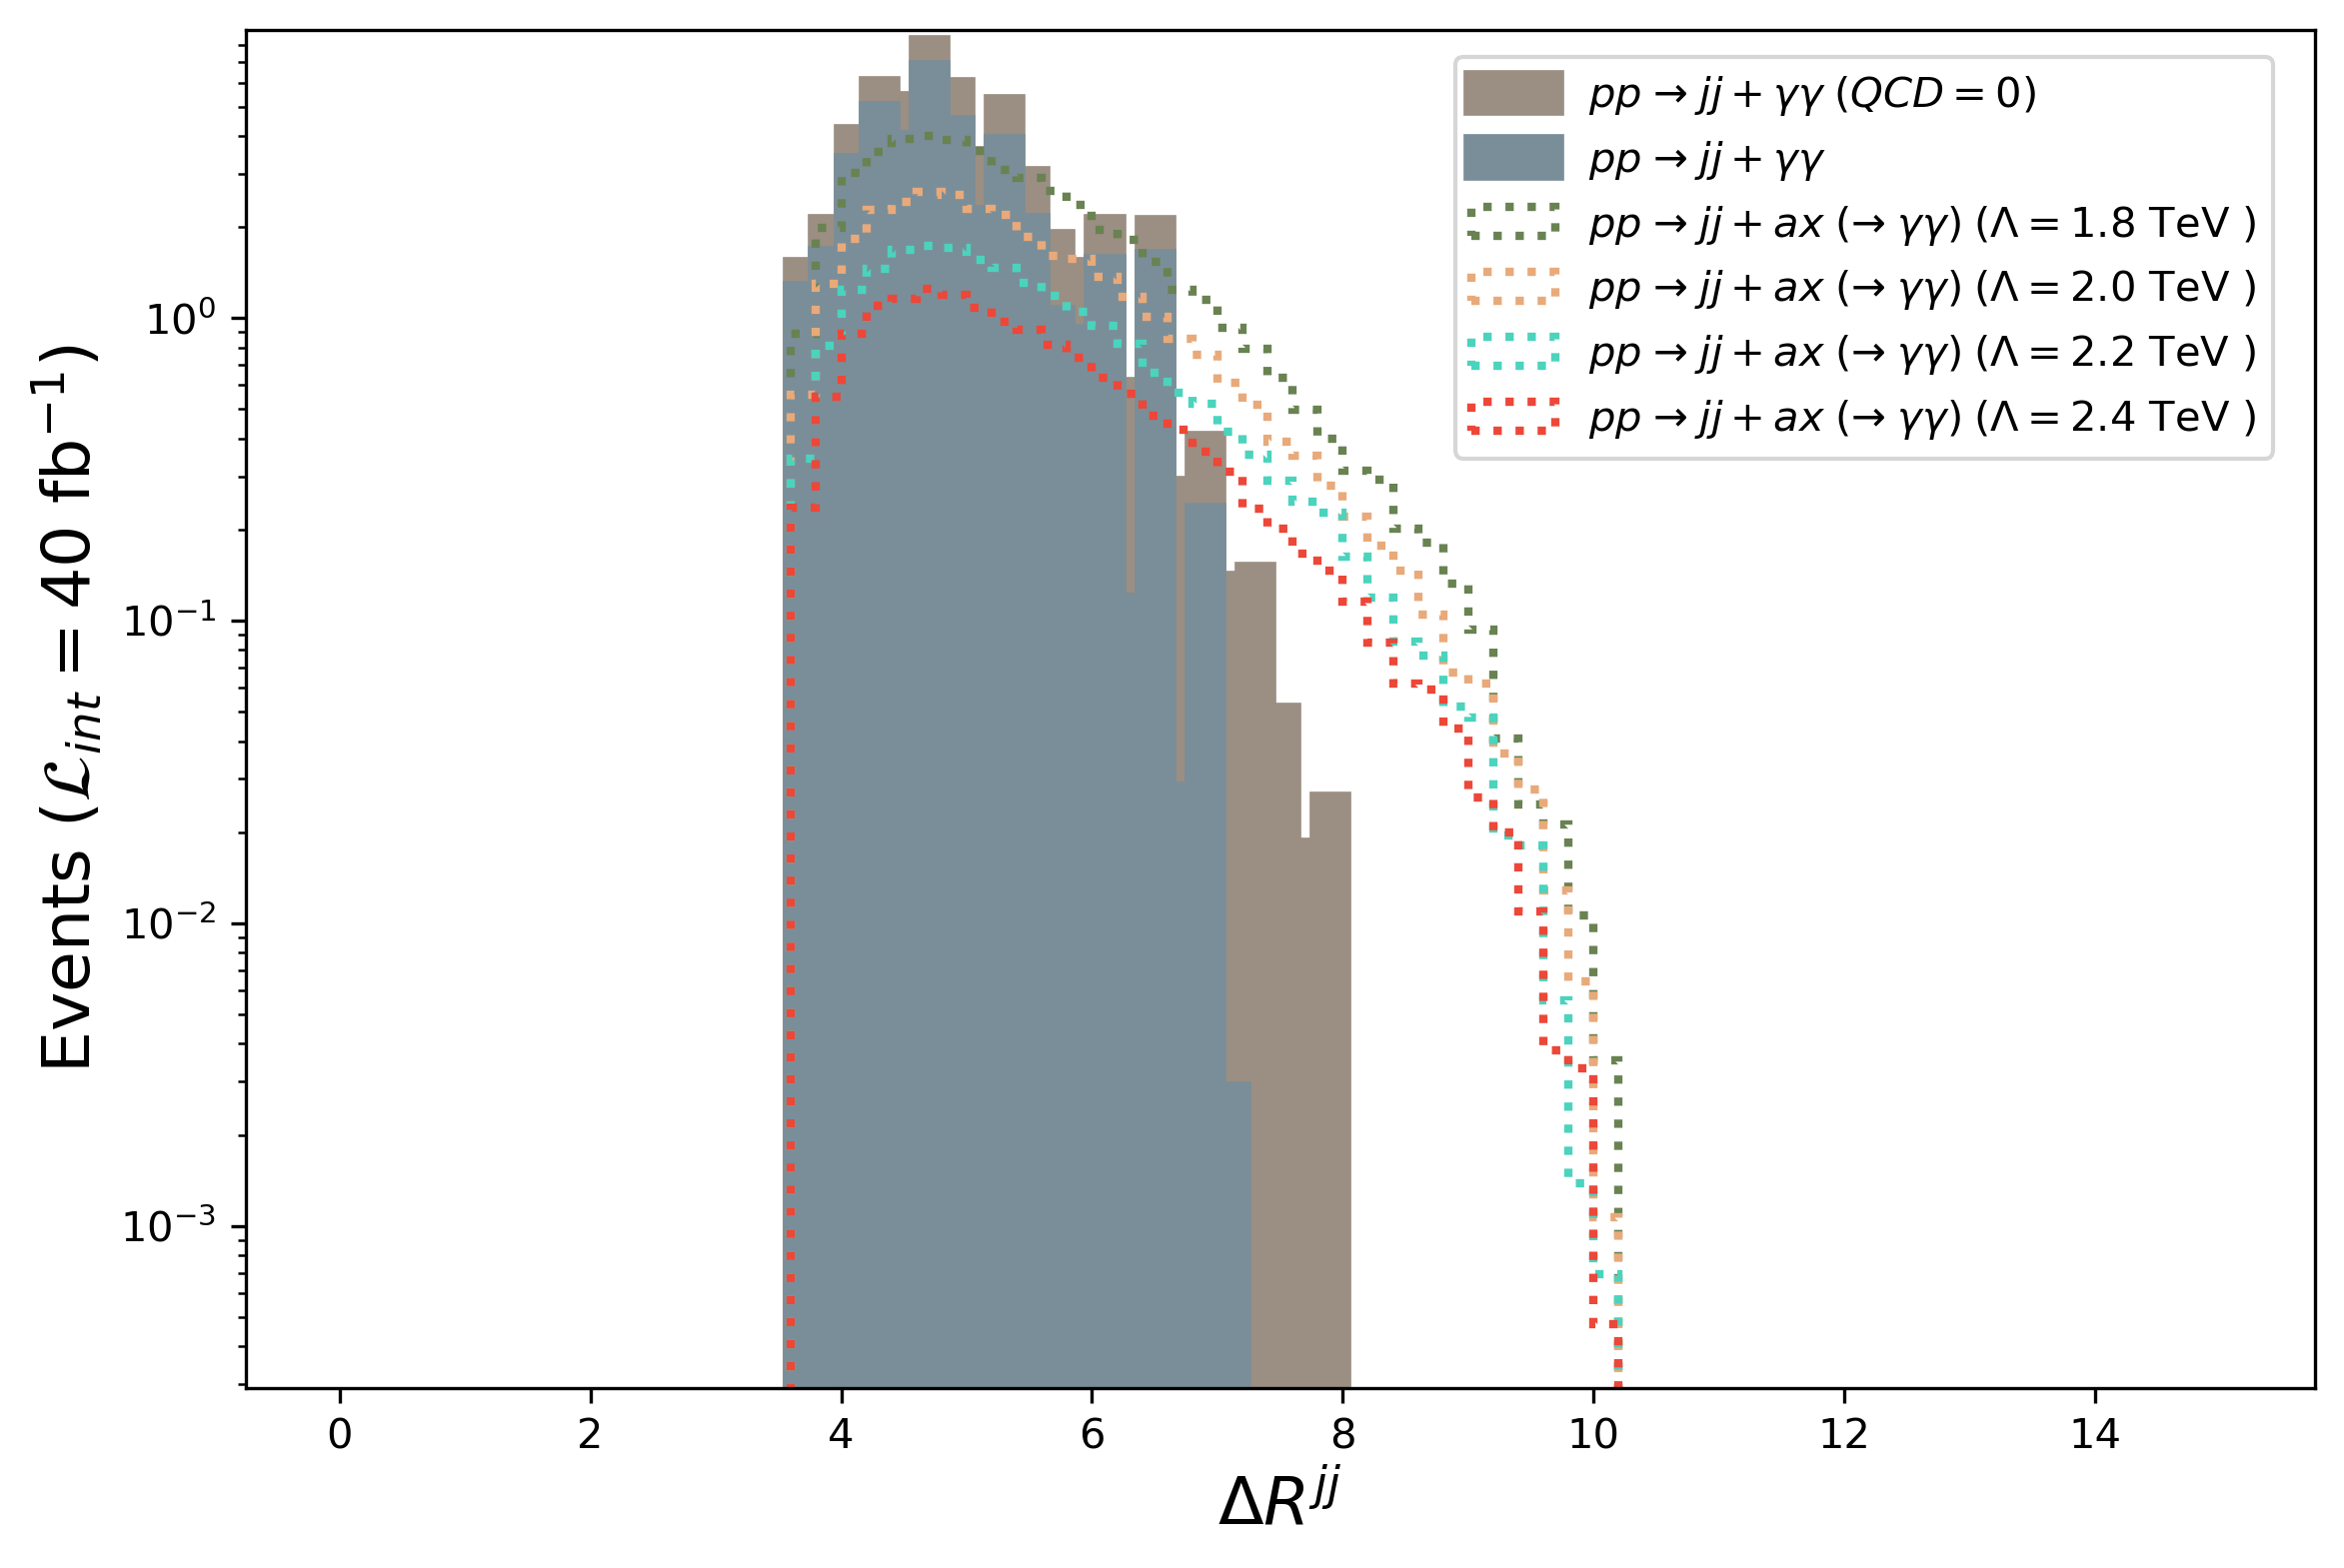 pp → jj + γγ (QCD = 0)
pp → jj + γγ
pp → jj + ax (→ γγ) (Λ = 1.8 TeV )
pp → jj + ax (→ γγ) (Λ = 2.0 TeV )
pp → jj + ax (→ γγ) (Λ = 2.2 TeV )
pp → jj + ax (→ γγ) (Λ = 2.4 TeV )
Events (ℒ_int = 40 fb⁻¹)
10⁰
10⁻¹
10⁻²
10⁻³
0 2 4 6 8 10 12 14
ΔR^jj